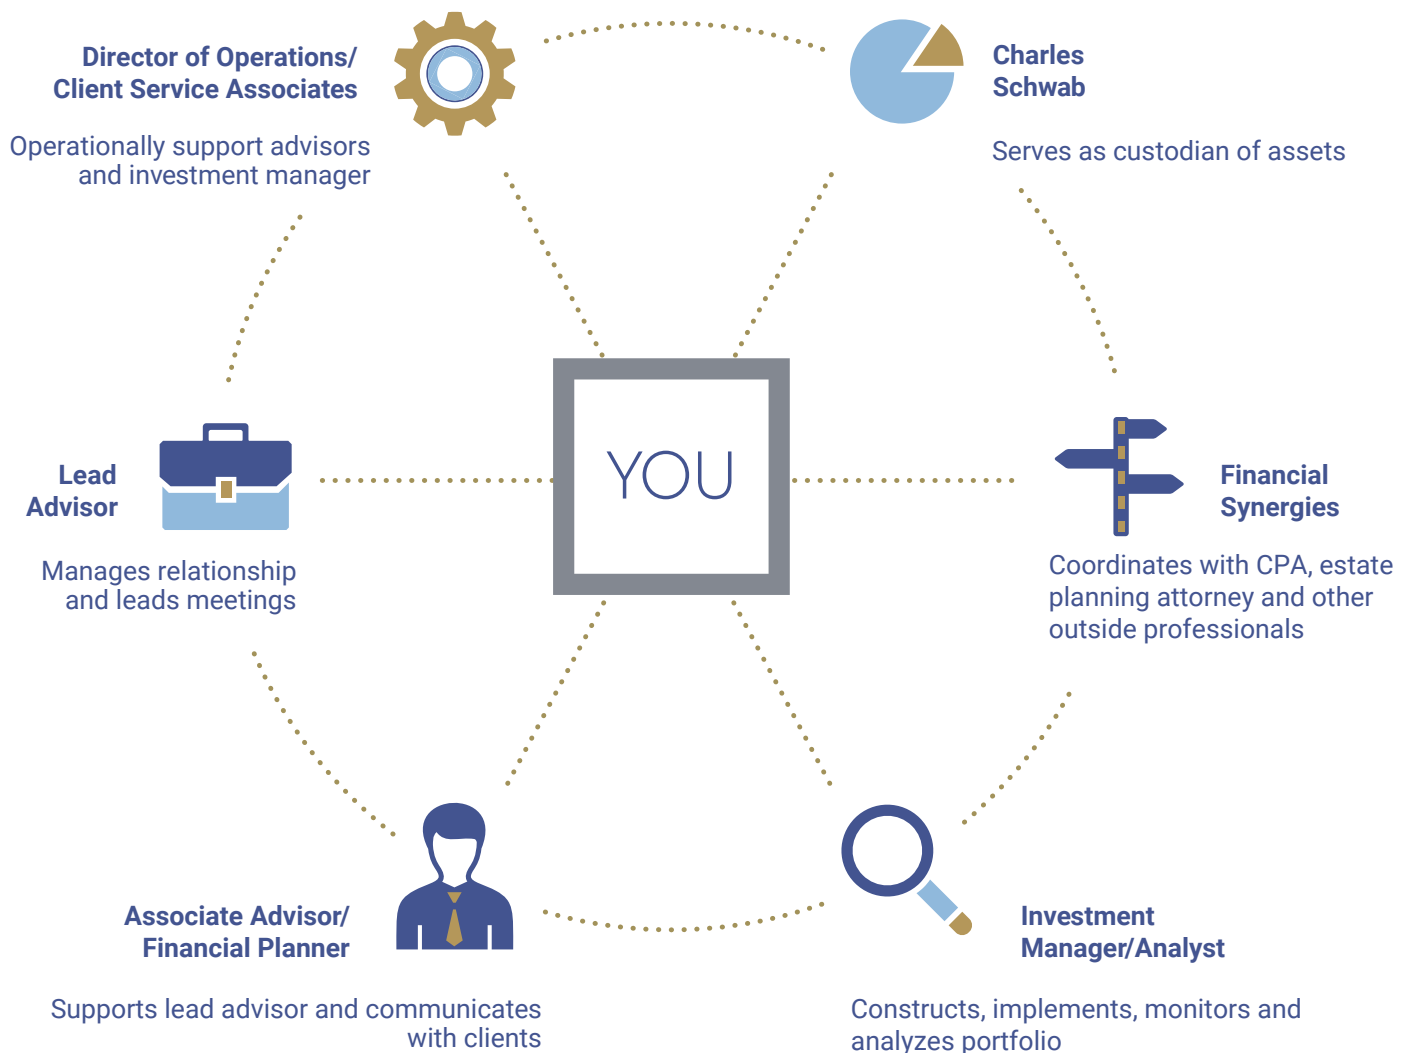 Director of Operations/
Client Service Associates
Operationally support advisors
and investment manager
Charles
Schwab
Serves as custodian of assets
Lead
Advisor
Manages relationship
and leads meetings
YOU
Financial
Synergies
Coordinates with CPA, estate
planning attorney and other
outside professionals
Associate Advisor/
Financial Planner
Supports lead advisor and communicates
with clients
Investment
Manager/Analyst
Constructs, implements, monitors and
analyzes portfolio